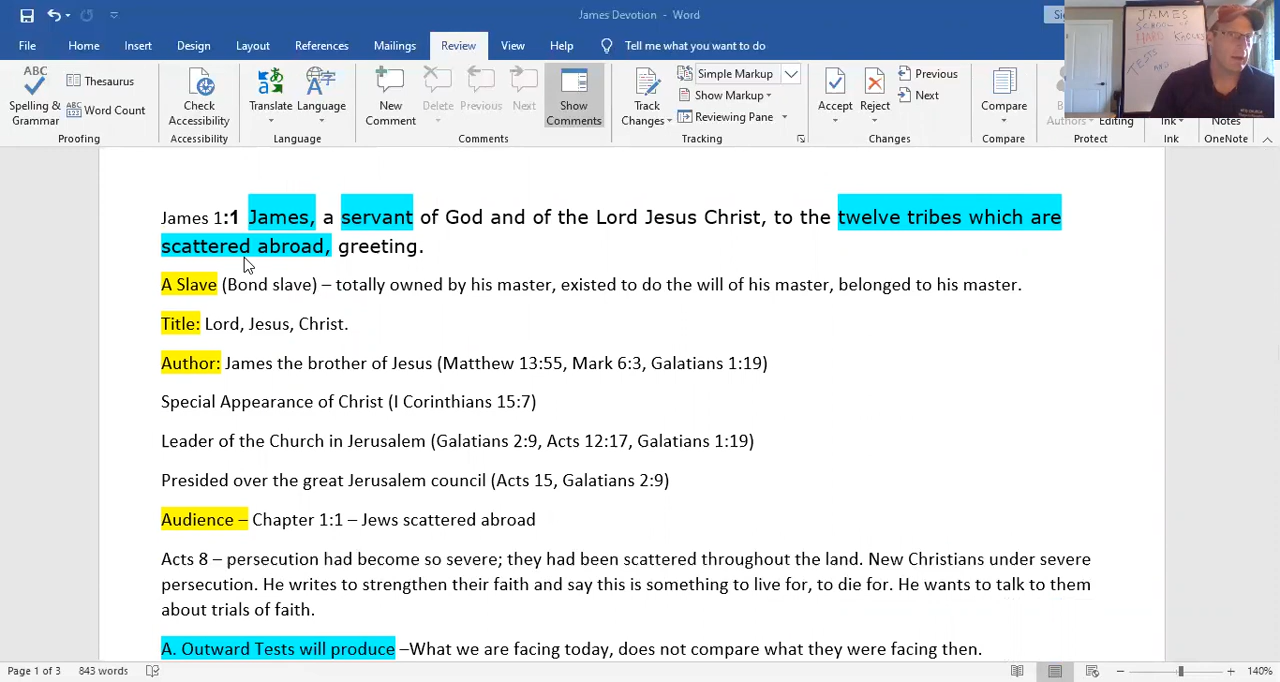 James Devotion - Word
File Home Insert Design Layout References Mailings Review View Help Tell me what you want to do
ABC
Spelling & Grammar
Thesaurus
Word Count
Proofing
Check Accessibility
Accessibility
Translate
Language
Language
New Comment
Delete
Previous
Next
Show Comments
Comments
Track Changes
Simple Markup
Show Markup
Reviewing Pane
Tracking
Accept
Reject
Previous
Next
Changes
Compare
Compare
Authors
Editing
Protect
Ink
Ink
Notes
OneNote
JAMES
SCHOOL OF
HARD KNOCKS
TESTS
AND
James 1:1 James, a servant of God and of the Lord Jesus Christ, to the twelve tribes which are
scattered abroad, greeting.
A Slave (Bond slave) – totally owned by his master, existed to do the will of his master, belonged to his master.
Title: Lord, Jesus, Christ.
Author: James the brother of Jesus (Matthew 13:55, Mark 6:3, Galatians 1:19)
Special Appearance of Christ (I Corinthians 15:7)
Leader of the Church in Jerusalem (Galatians 2:9, Acts 12:17, Galatians 1:19)
Presided over the great Jerusalem council (Acts 15, Galatians 2:9)
Audience – Chapter 1:1 – Jews scattered abroad
Acts 8 – persecution had become so severe; they had been scattered throughout the land. New Christians under severe
persecution. He writes to strengthen their faith and say this is something to live for, to die for. He wants to talk to them
about trials of faith.
A. Outward Tests will produce –What we are facing today, does not compare what they were facing then.
Page 1 of 3 843 words
140%